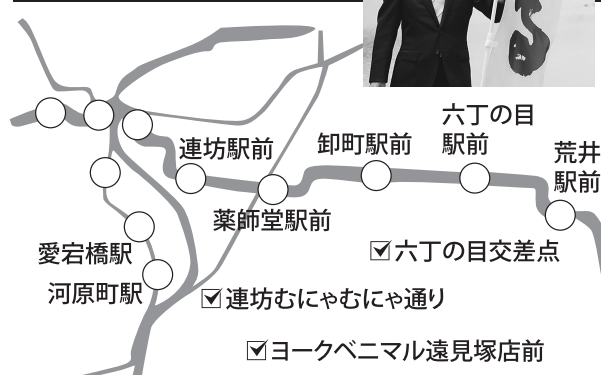 六丁の目
駅前
荒井
駅前
連坊駅前
卸町駅前
薬師堂駅前
愛宕橋駅
河原町駅
六丁の目交差点
連坊むにゃむにゃ通り
ヨークベニマル遠見塚店前